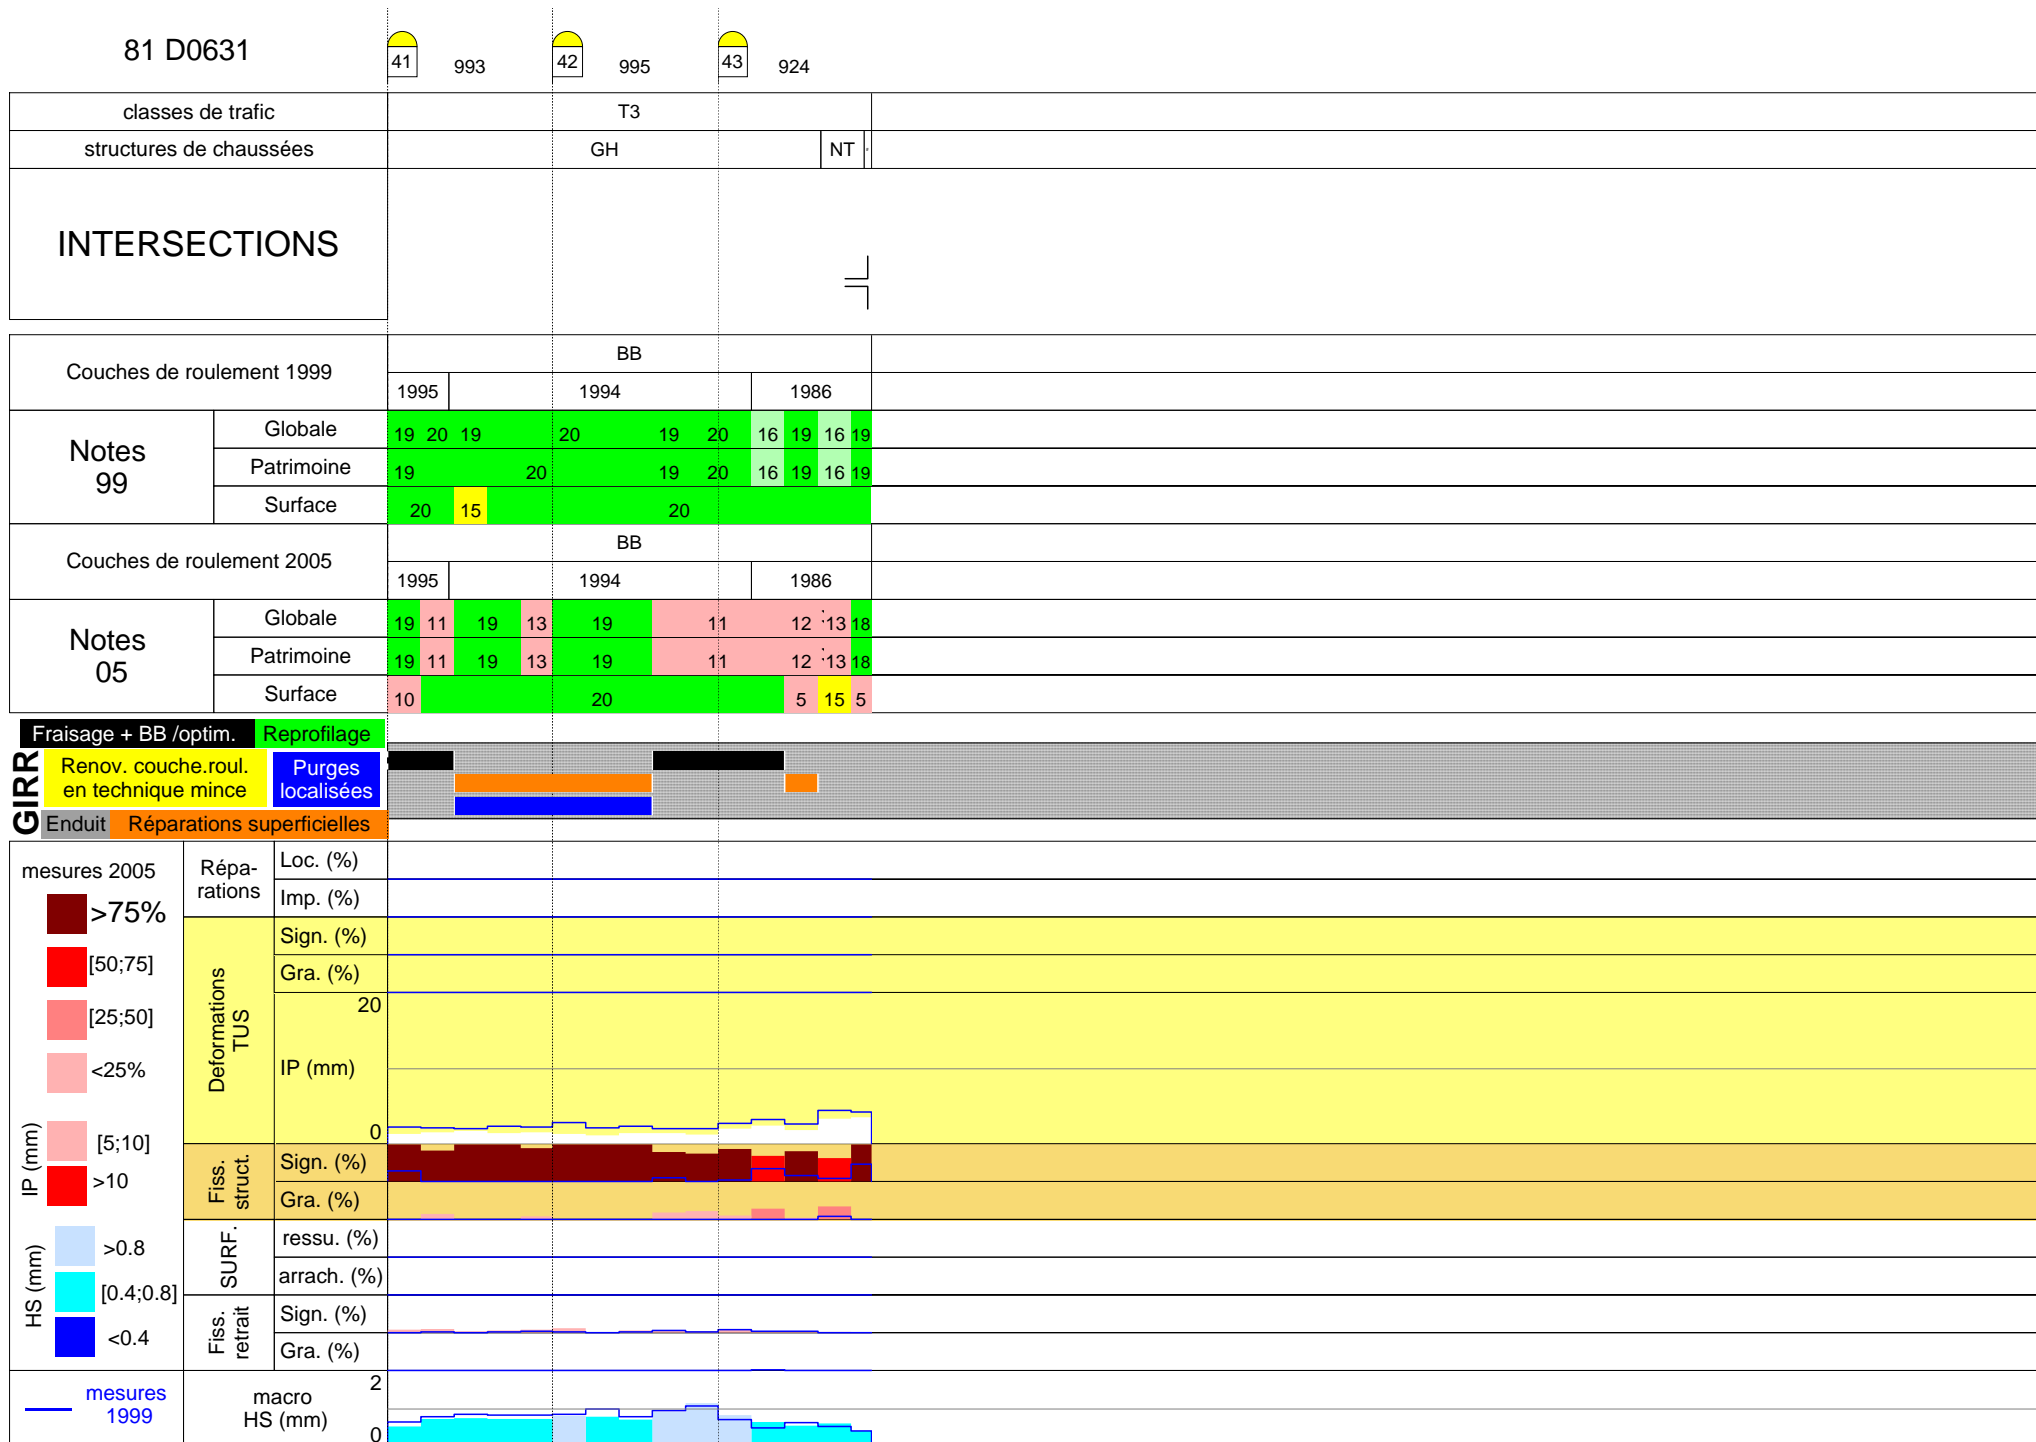 81 D0631
41 993 42 995 43 924
classes de trafic T3
structures de chaussées GH NT
INTERSECTIONS
Couches de roulement 1999 BB
1995 1994 1986
Notes 99
Globale 19 20 19 20 19 20 16 19 16 19
Patrimoine 19 20 19 20 16 19 16 19
Surface 20 15 20
Couches de roulement 2005 BB
1995 1994 1986
Notes 05
Globale 19 11 19 13 19 11 12 13 18
Patrimoine 19 11 19 13 19 11 12 13 18
Surface 10 20 5 15 5
GIRR
Fraisage + BB /optim. Reprofilage
Renov. couche.roul.
en technique mince
Purges
localisées
Enduit Réparations superficielles
mesures 2005
>75%
[50;75]
[25;50]
<25%
IP (mm)
[5;10]
>10
HS (mm)
>0.8
[0.4;0.8]
<0.4
mesures
1999
Répa-
rations
Loc. (%)
Imp. (%)
Deformations
TUS
Sign. (%)
Gra. (%)
20
IP (mm)
0
Fiss.
struct.
Sign. (%)
Gra. (%)
SURF.
ressu. (%)
arrach. (%)
Fiss.
retrait
Sign. (%)
Gra. (%)
macro
HS (mm)
2
0